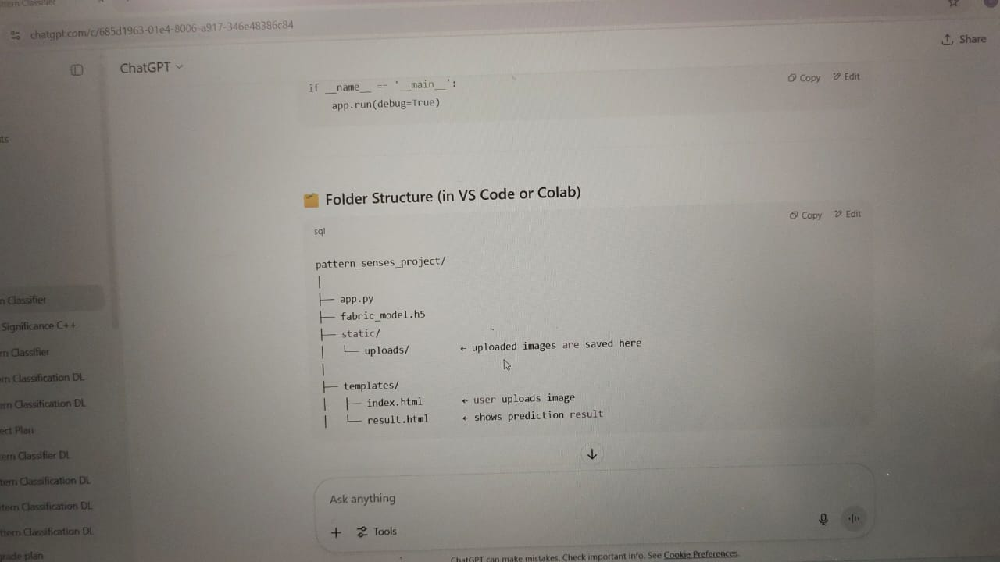 chatgpt.com/c/685d1963-01e4-8006-a917-346e48386c84
Share
ChatGPT
if __name__ == '__main__':
Copy Edit
app.run(debug=True)
ts
Folder Structure (in VS Code or Colab)
Copy Edit
sql
pattern_senses_project/
│
├── app.py
├── fabric_model.h5
├── static/
│ └── uploads/ ← uploaded images are saved here
│
├── templates/
│ ├── index.html ← user uploads image
│ └── result.html ← shows prediction result
n Classifier
Significance C++
rn Classifier
ern Classification DL
ern Classification DL
ect Plan
ern Classifier DL
tern Classification DL
ttern Classification DL
ttern Classification DL
grade plan
Ask anything
Tools
ChatGPT can make mistakes. Check important info. See Cookie Preferences.